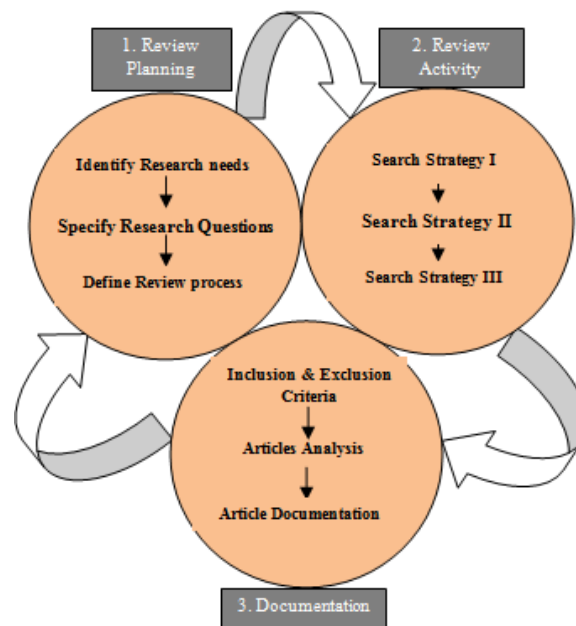 1. Review
Planning
Identify Research needs
Specify Research Questions
Define Review process
2. Review
Activity
Search Strategy I
Search Strategy II
Search Strategy III
Inclusion & Exclusion
Criteria
Articles Analysis
Article Documentation
3. Documentation